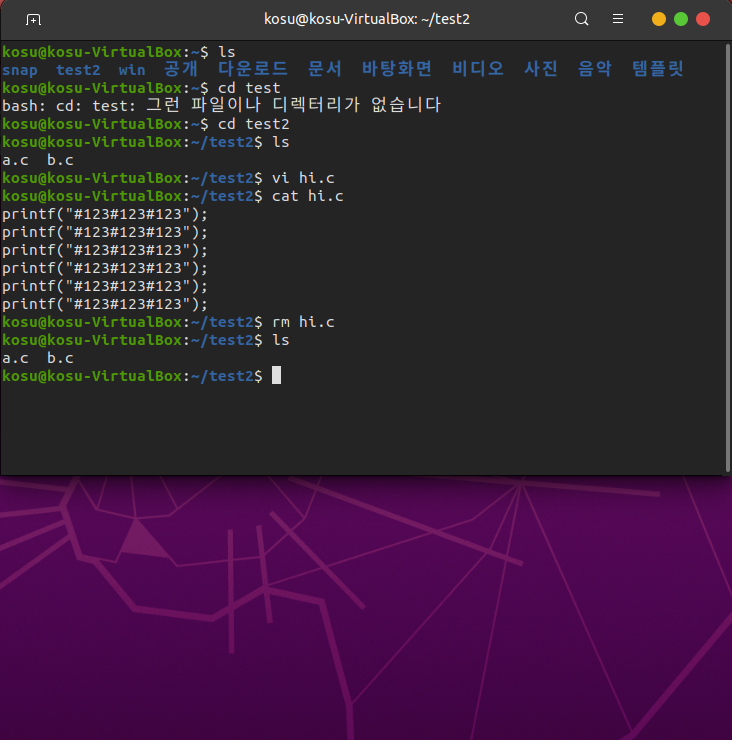 kosu@kosu-VirtualBox: ~/test2
kosu@kosu-VirtualBox:~$ ls
snap  test2  win  공개  다운로드  문서  바탕화면  비디오  사진  음악  템플릿
kosu@kosu-VirtualBox:~$ cd test
bash: cd: test: 그런 파일이나 디렉터리가 없습니다
kosu@kosu-VirtualBox:~$ cd test2
kosu@kosu-VirtualBox:~/test2$ ls
a.c  b.c
kosu@kosu-VirtualBox:~/test2$ vi hi.c
kosu@kosu-VirtualBox:~/test2$ cat hi.c
printf("#123#123#123");
printf("#123#123#123");
printf("#123#123#123");
printf("#123#123#123");
printf("#123#123#123");
printf("#123#123#123");
kosu@kosu-VirtualBox:~/test2$ rm hi.c
kosu@kosu-VirtualBox:~/test2$ ls
a.c  b.c
kosu@kosu-VirtualBox:~/test2$